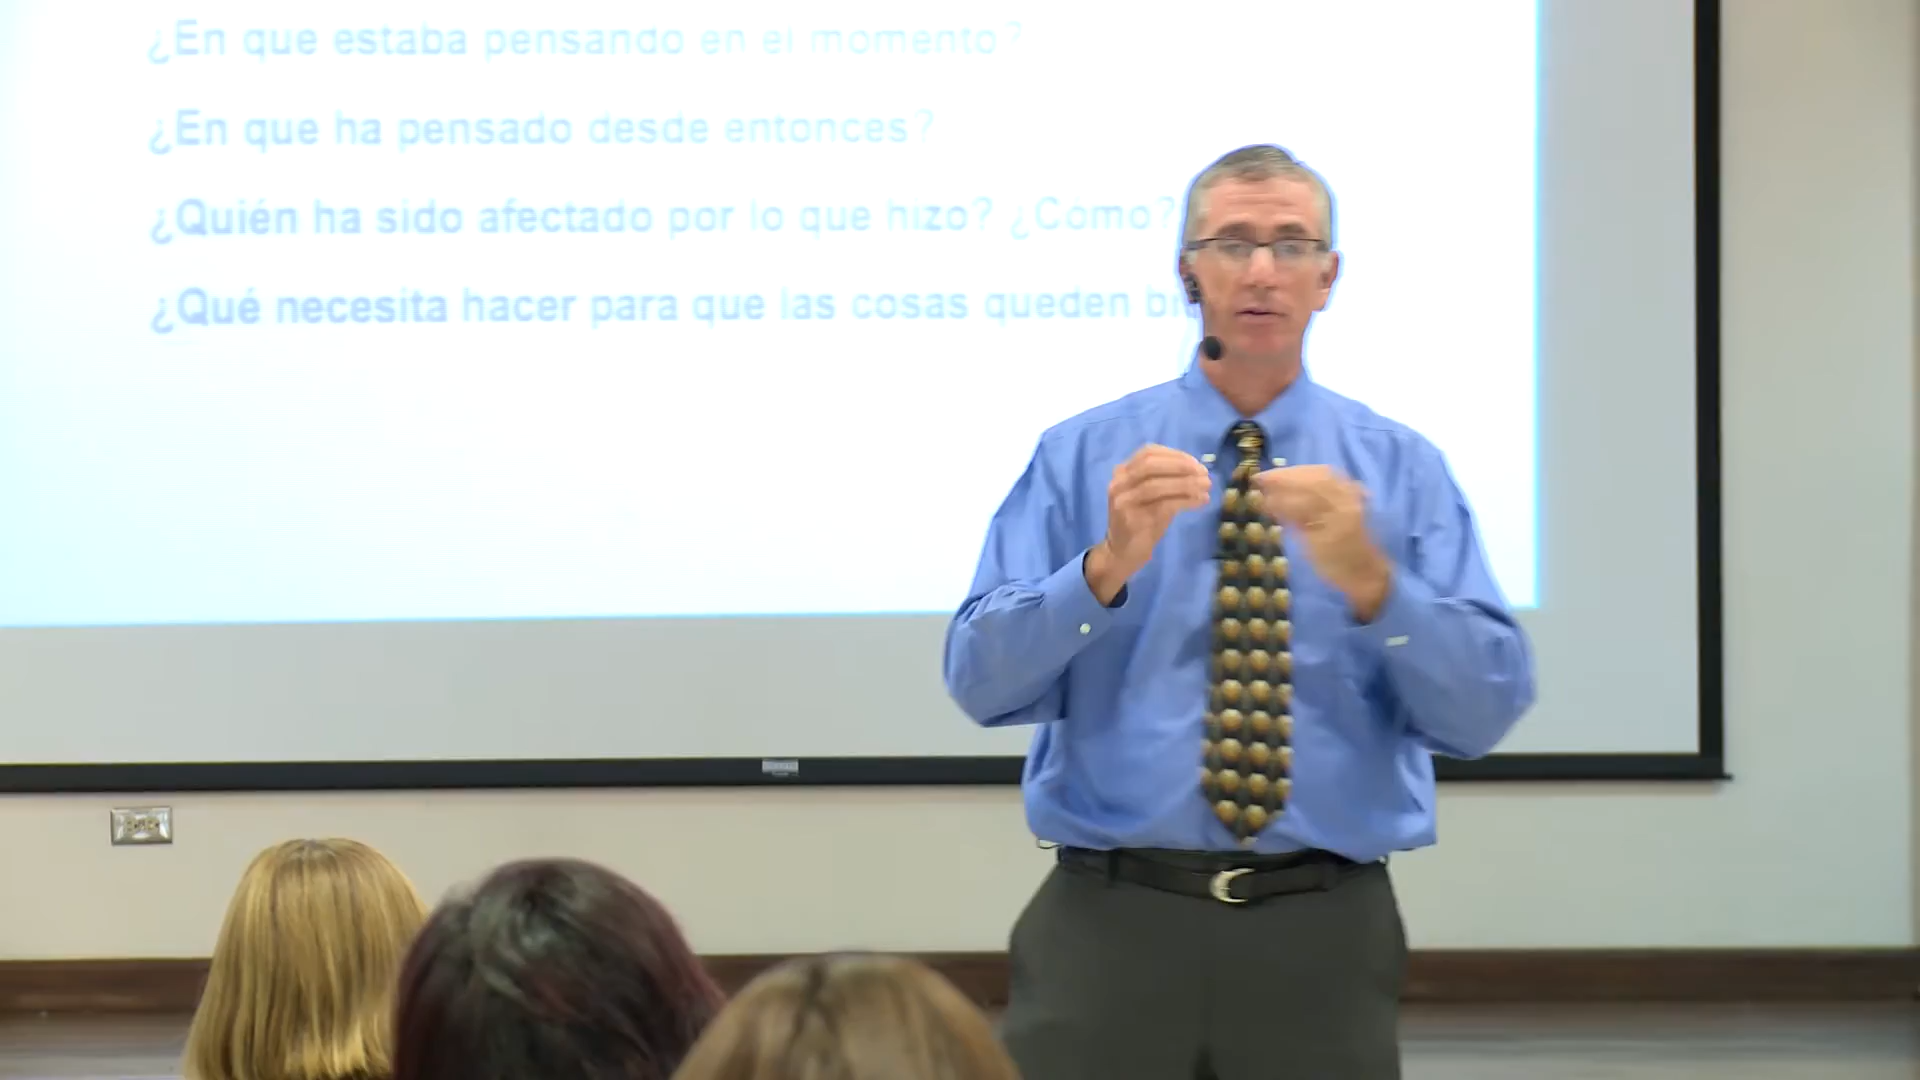 ¿En que estaba pensando en el momento?
¿En que ha pensado desde entonces?
¿Quién ha sido afectado por lo que hizo? ¿Cómo?
¿Qué necesita hacer para que las cosas queden